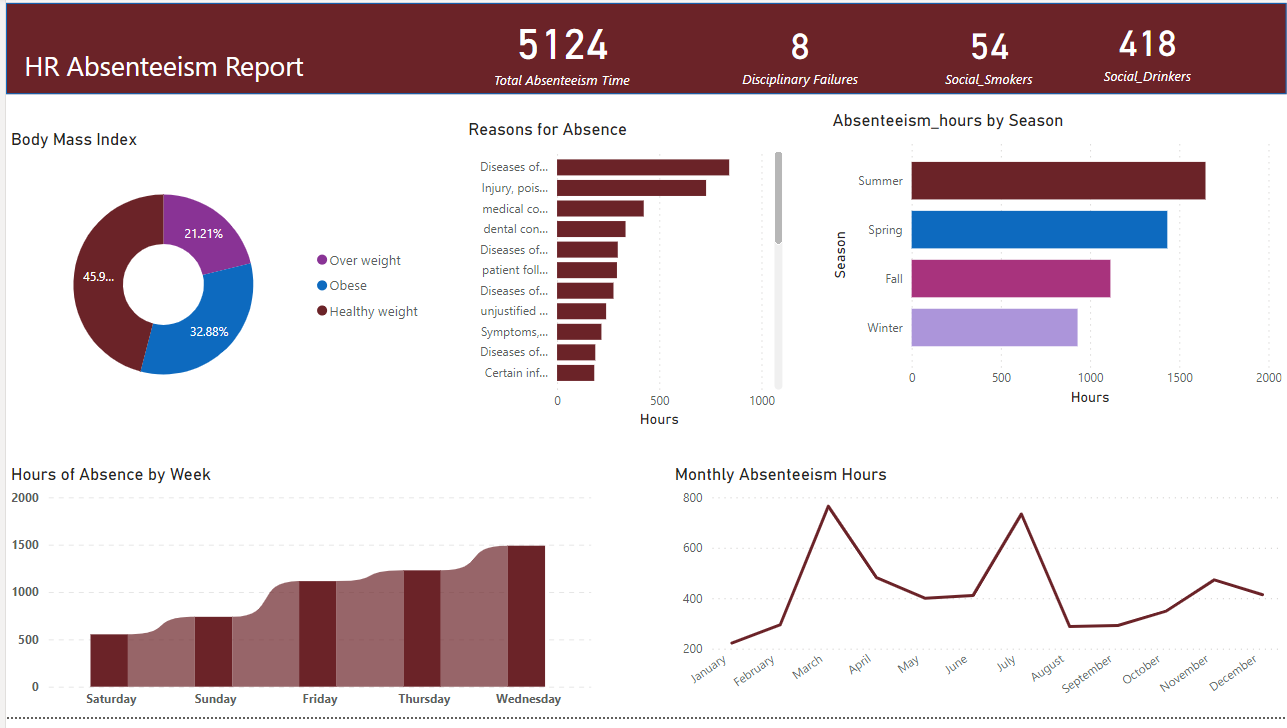 HR Absenteeism Report
5124
Total Absenteeism Time
8
Disciplinary Failures
54
Social_Smokers
418
Social_Drinkers
Body Mass Index
21.21%
45.9...
32.88%
Over weight
Obese
Healthy weight
Reasons for Absence
Diseases of...
Injury, pois...
medical co...
dental con...
Diseases of...
patient foll...
Diseases of...
unjustified ...
Symptoms,...
Diseases of...
Certain inf...
0 500 1000
Hours
Absenteeism_hours by Season
Season
Summer
Spring
Fall
Winter
0 500 1000 1500 2000
Hours
Hours of Absence by Week
2000
1500
1000
500
0
Saturday Sunday Friday Thursday Wednesday
Monthly Absenteeism Hours
800
600
400
200
January February March April May June July August September October November December